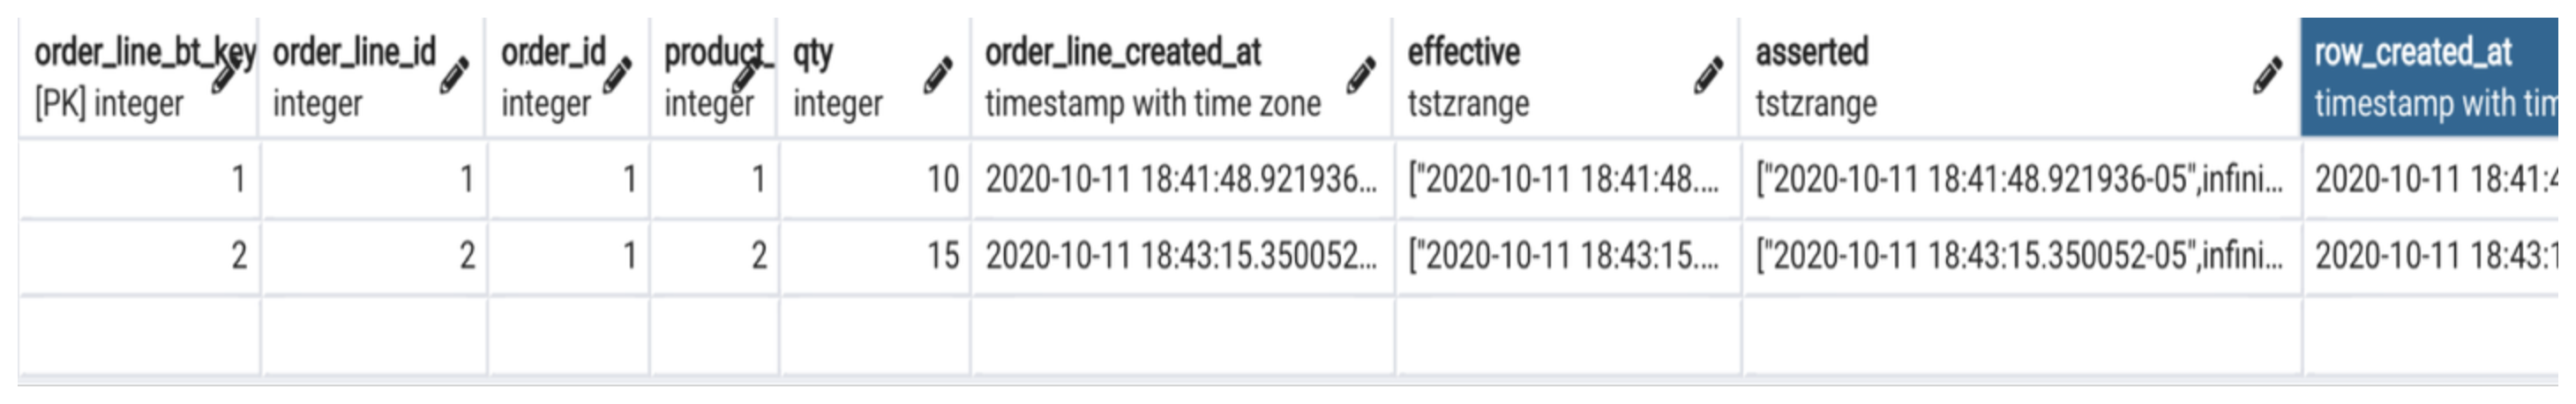 order_line_bt_key order_line_id order_id product_ qty order_line_created_at effective asserted row_created_at
[PK] integer integer integer integer integer timestamp with time zone tstzrange tstzrange timestamp with tim
1 1 1 1 10 2020-10-11 18:41:48.921936... ["2020-10-11 18:41:48.... ["2020-10-11 18:41:48.921936-05",infini... 2020-10-11 18:41:4
2 2 1 2 15 2020-10-11 18:43:15.350052... ["2020-10-11 18:43:15.... ["2020-10-11 18:43:15.350052-05",infini... 2020-10-11 18:43:1